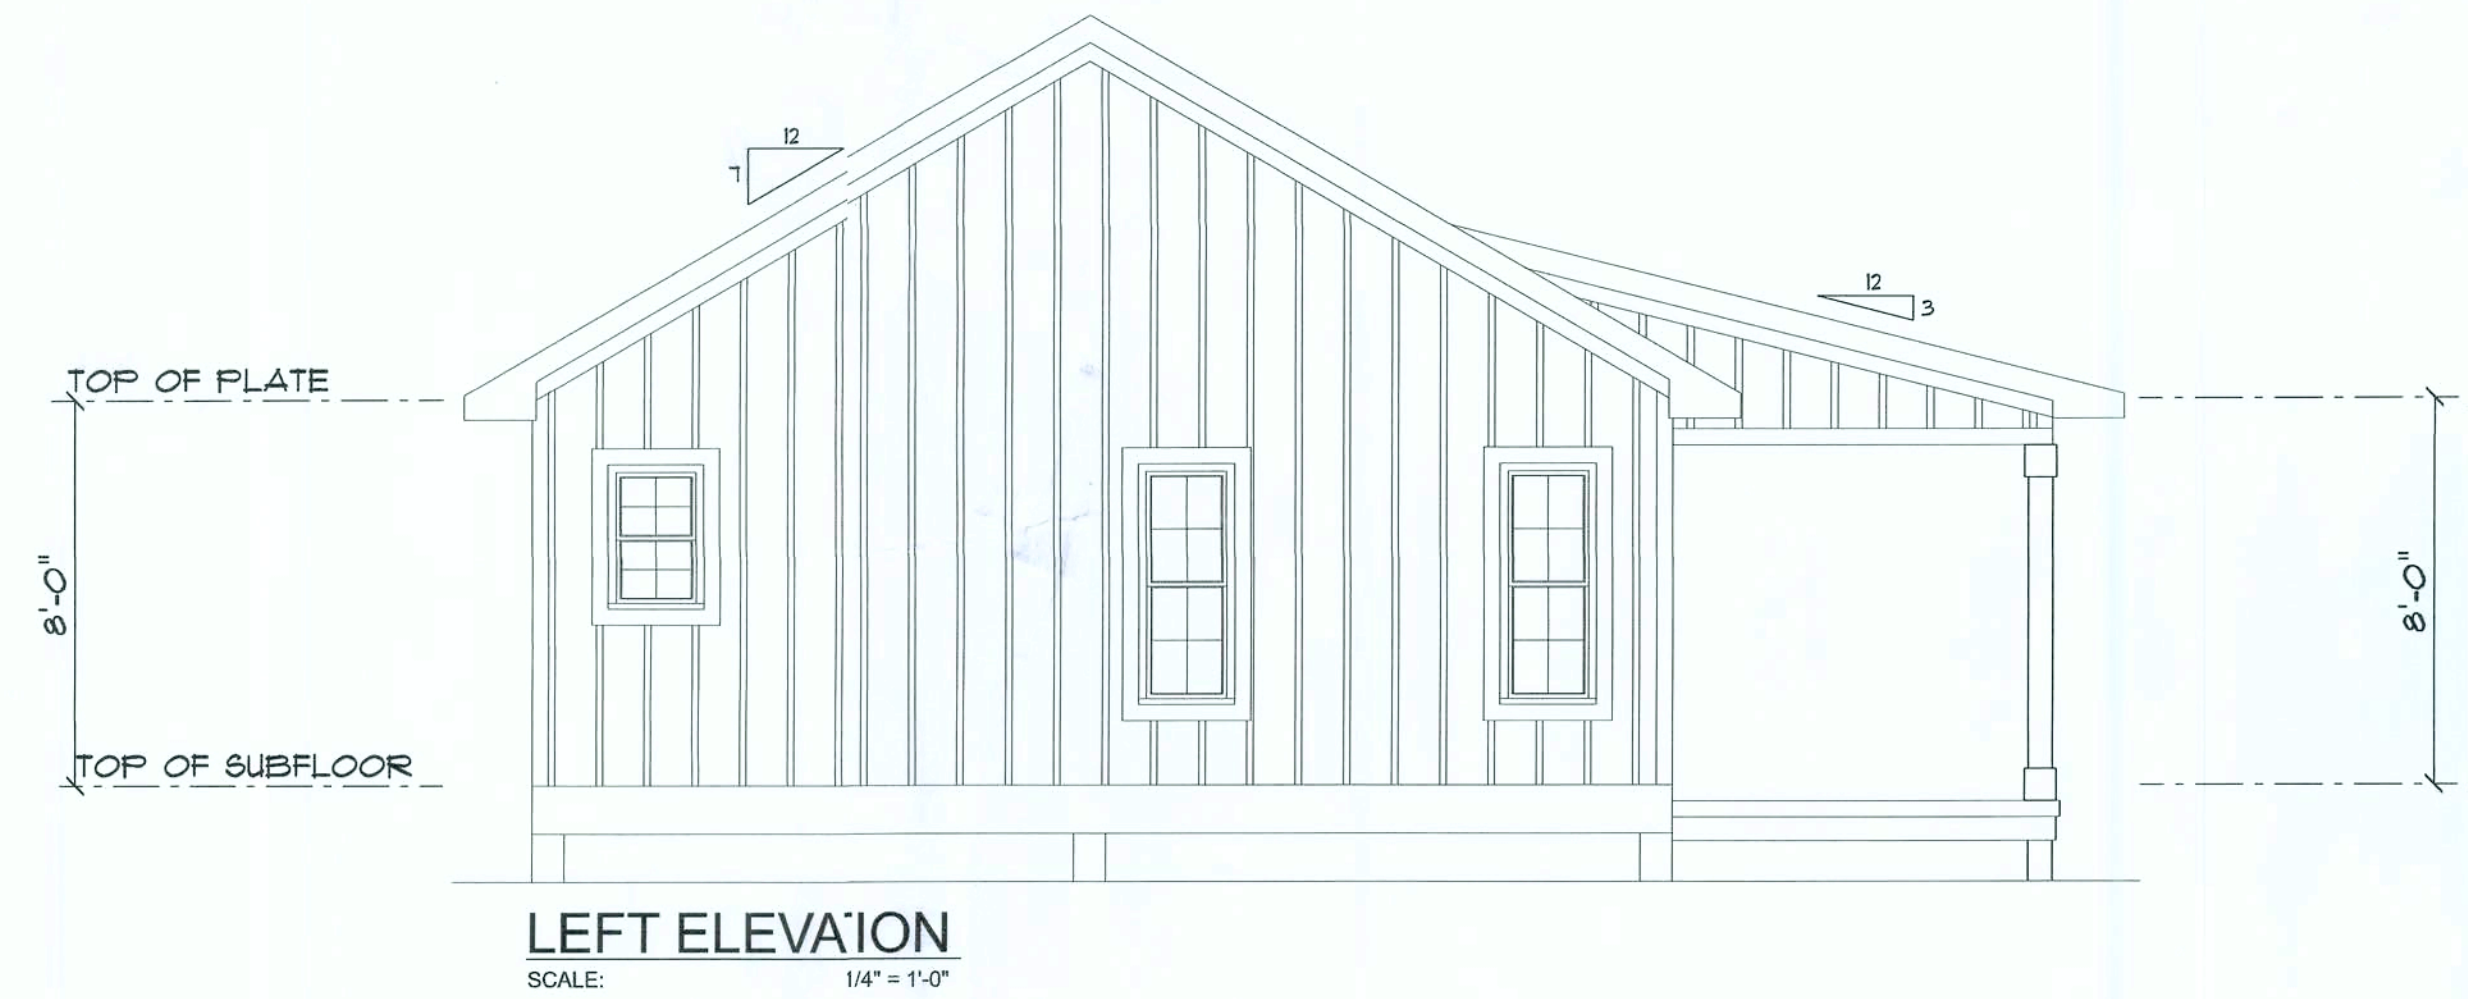 12
7
12
3
TOP OF PLATE
8'-0"
8'-0"
TOP OF SUBFLOOR
LEFT ELEVATION
SCALE: 1/4" = 1'-0"